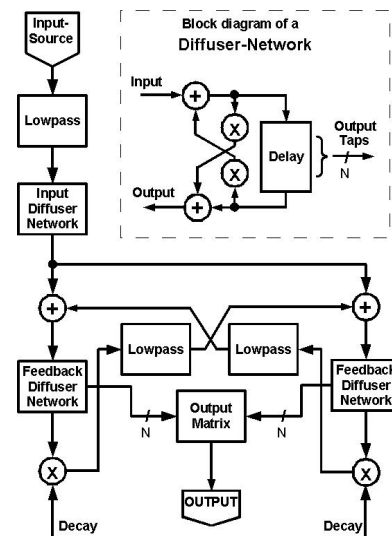 Input-
Source
Lowpass
Input
Diffuser
Network
Block diagram of a
Diffuser-Network
Input
+
X
X
Delay
Output
Taps
N
Output
+
+
+
Lowpass
Lowpass
Feedback
Diffuser
Network
Feedback
Diffuser
Network
Output
Matrix
N
N
X
X
OUTPUT
Decay
Decay